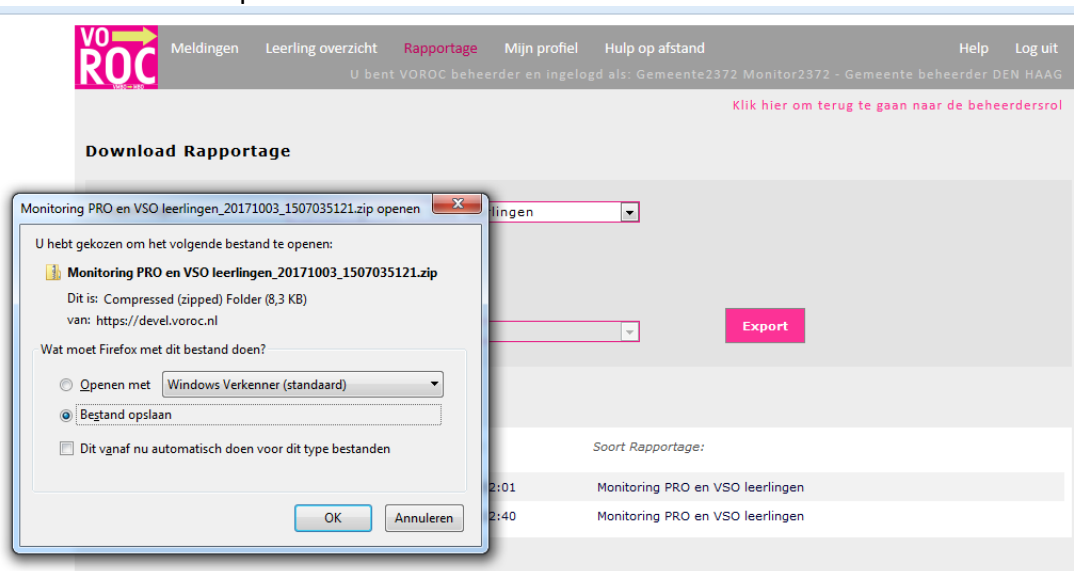 VO
ROC
VMBO-MBO
Meldingen Leerling overzicht Rapportage Mijn profiel Hulp op afstand Help Log uit
U bent VOROC beheerder en ingelogd als: Gemeente2372 Monitor2372 - Gemeente beheerder DEN HAAG
Klik hier om terug te gaan naar de beheerdersrol
Download Rapportage
Monitoring PRO en VSO leerlingen_20171003_1507035121.zip openen
lingen
U hebt gekozen om het volgende bestand te openen:
Monitoring PRO en VSO leerlingen_20171003_1507035121.zip
Dit is: Compressed (zipped) Folder (8,3 KB)
van: https://devel.voroc.nl
Export
Wat moet Firefox met dit bestand doen?
Openen met Windows Verkenner (standaard)
Bestand opslaan
Dit vanaf nu automatisch doen voor dit type bestanden
Soort Rapportage:
2:01 Monitoring PRO en VSO leerlingen
2:40 Monitoring PRO en VSO leerlingen
OK Annuleren